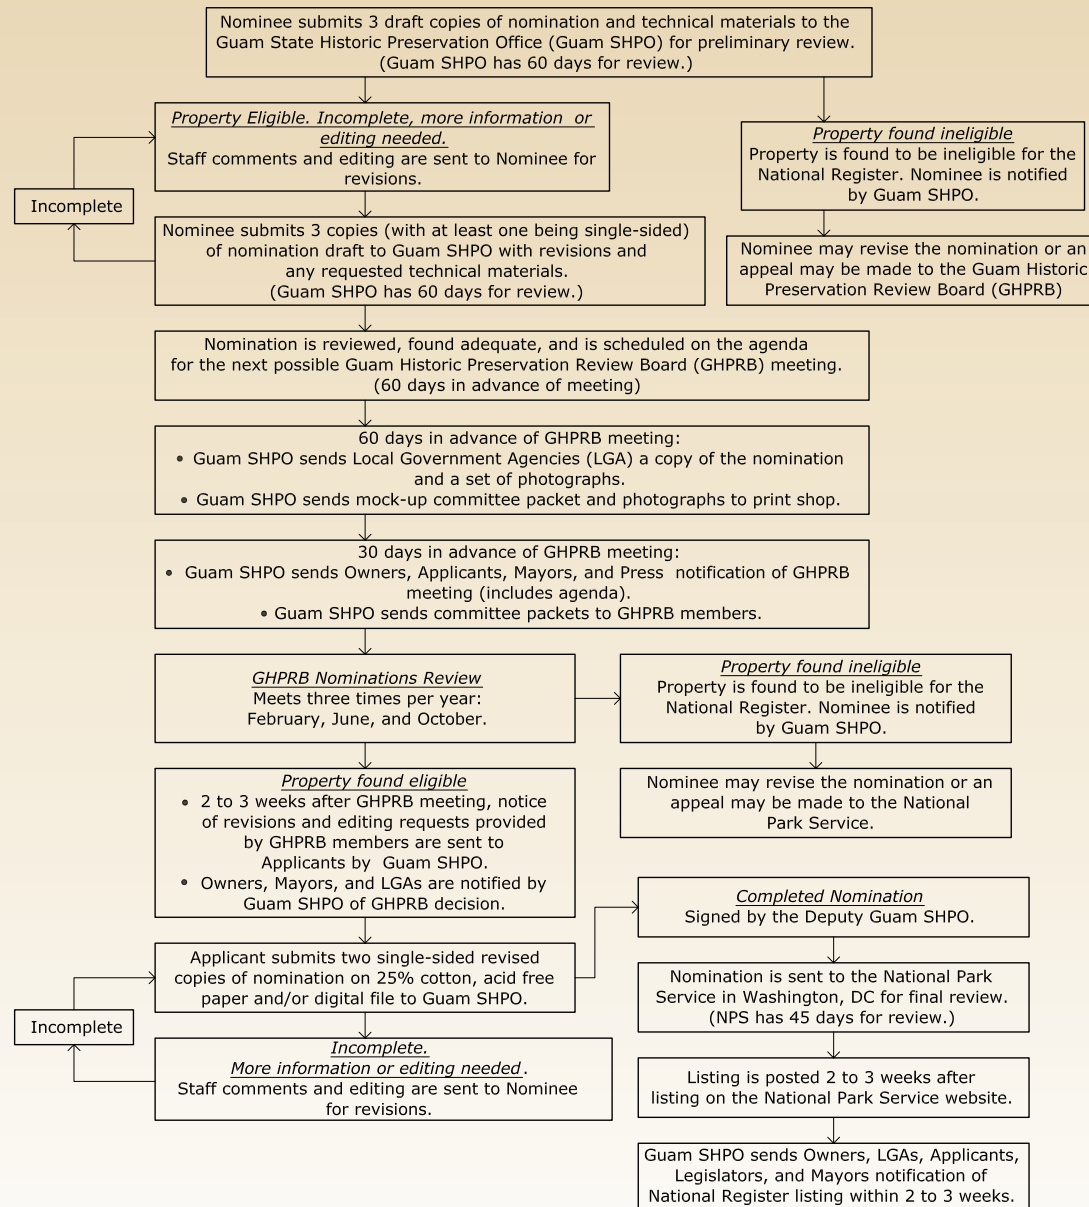 Nominee submits 3 draft copies of nomination and technical materials to the
Guam State Historic Preservation Office (Guam SHPO) for preliminary review.
(Guam SHPO has 60 days for review.)
Property Eligible. Incomplete, more information or
editing needed.
Staff comments and editing are sent to Nominee for
revisions.
Property found ineligible
Property is found to be ineligible for the
National Register. Nominee is notified
by Guam SHPO.
Incomplete
Nominee submits 3 copies (with at least one being single-sided)
of nomination draft to Guam SHPO with revisions and
any requested technical materials.
(Guam SHPO has 60 days for review.)
Nominee may revise the nomination or an
appeal may be made to the Guam Historic
Preservation Review Board (GHPRB)
Nomination is reviewed, found adequate, and is scheduled on the agenda
for the next possible Guam Historic Preservation Review Board (GHPRB) meeting.
(60 days in advance of meeting)
60 days in advance of GHPRB meeting:
• Guam SHPO sends Local Government Agencies (LGA) a copy of the nomination
and a set of photographs.
• Guam SHPO sends mock-up committee packet and photographs to print shop.
30 days in advance of GHPRB meeting:
• Guam SHPO sends Owners, Applicants, Mayors, and Press notification of GHPRB
meeting (includes agenda).
• Guam SHPO sends committee packets to GHPRB members.
GHPRB Nominations Review
Meets three times per year:
February, June, and October.
Property found ineligible
Property is found to be ineligible for the
National Register. Nominee is notified
by Guam SHPO.
Property found eligible
• 2 to 3 weeks after GHPRB meeting, notice
of revisions and editing requests provided
by GHPRB members are sent to
Applicants by Guam SHPO.
• Owners, Mayors, and LGAs are notified by
Guam SHPO of GHPRB decision.
Nominee may revise the nomination or an
appeal may be made to the National
Park Service.
Completed Nomination
Signed by the Deputy Guam SHPO.
Applicant submits two single-sided revised
copies of nomination on 25% cotton, acid free
paper and/or digital file to Guam SHPO.
Nomination is sent to the National Park
Service in Washington, DC for final review.
(NPS has 45 days for review.)
Incomplete
Incomplete.
More information or editing needed.
Staff comments and editing are sent to Nominee
for revisions.
Listing is posted 2 to 3 weeks after
listing on the National Park Service website.
Guam SHPO sends Owners, LGAs, Applicants,
Legislators, and Mayors notification of
National Register listing within 2 to 3 weeks.